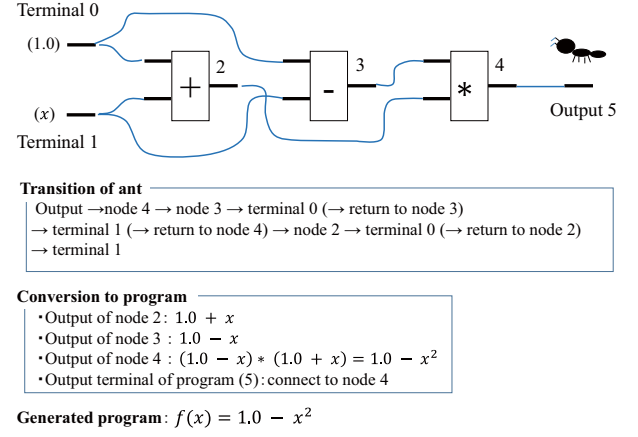 Terminal 0
(1.0)
2
3
4
+
-
*
(x)
Output 5
Terminal 1
Transition of ant
Output →node 4 → node 3 → terminal 0 (→ return to node 3)
→ terminal 1 (→ return to node 4) → node 2 → terminal 0 (→ return to node 2)
→ terminal 1
Conversion to program
・Output of node 2: 1.0 + x
・Output of node 3 : 1.0 − x
・Output of node 4 : (1.0 − x) ∗ (1.0 + x) = 1.0 − x²
・Output terminal of program (5):connect to node 4
Generated program: f(x) = 1.0 − x²